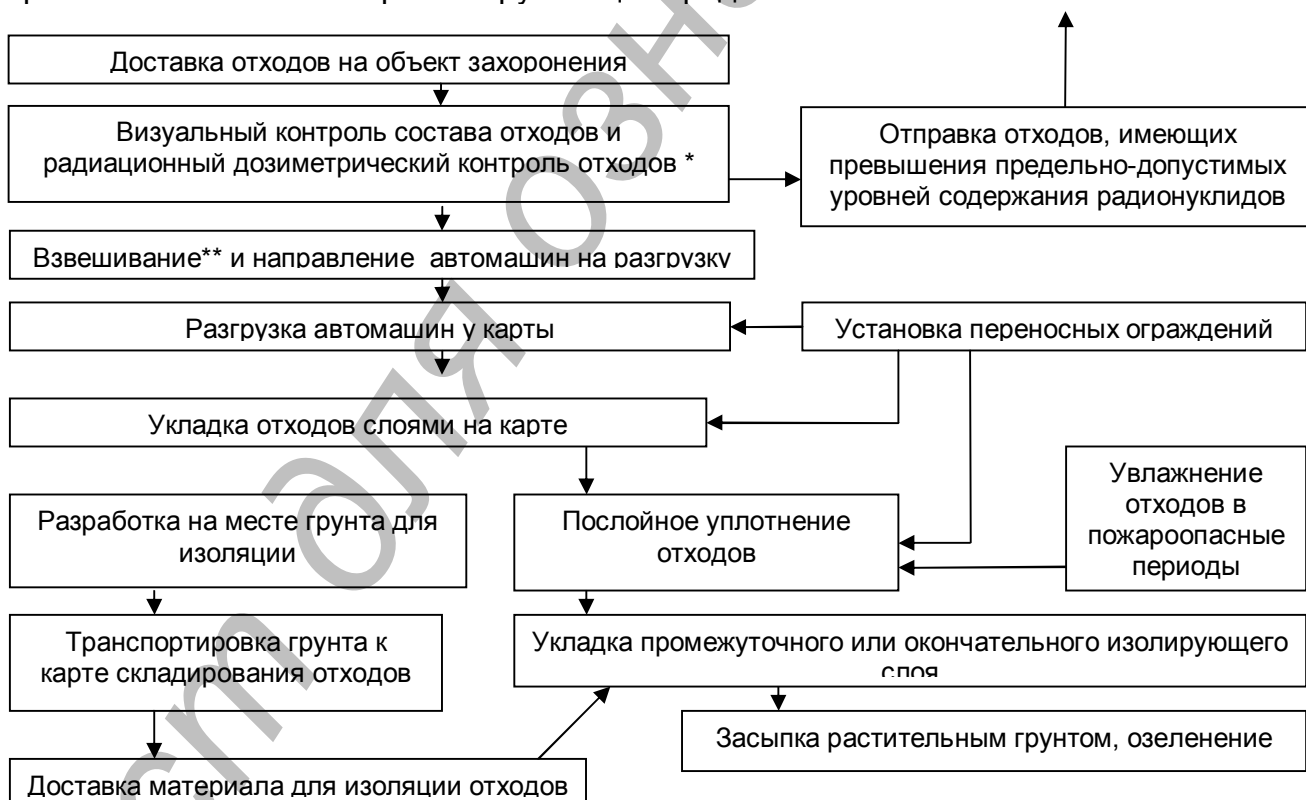 Доставка отходов на объект захоронения
Визуальный контроль состава отходов и
радиационный дозиметрический контроль отходов *
Отправка отходов, имеющих
превышения предельно-допустимых
уровней содержания радионуклидов
Взвешивание** и направление автомашин на разгрузку
Разгрузка автомашин у карты
Установка переносных ограждений
Укладка отходов слоями на карте
Увлажнение
отходов в
пожароопасные
периоды
Разработка на месте грунта для
изоляции
Послойное уплотнение
отходов
Транспортировка грунта к
карте складирования отходов
Укладка промежуточного или окончательного изолирующего
слоя
Засыпка растительным грунтом, озеленение
Доставка материала для изоляции отходов
для озн